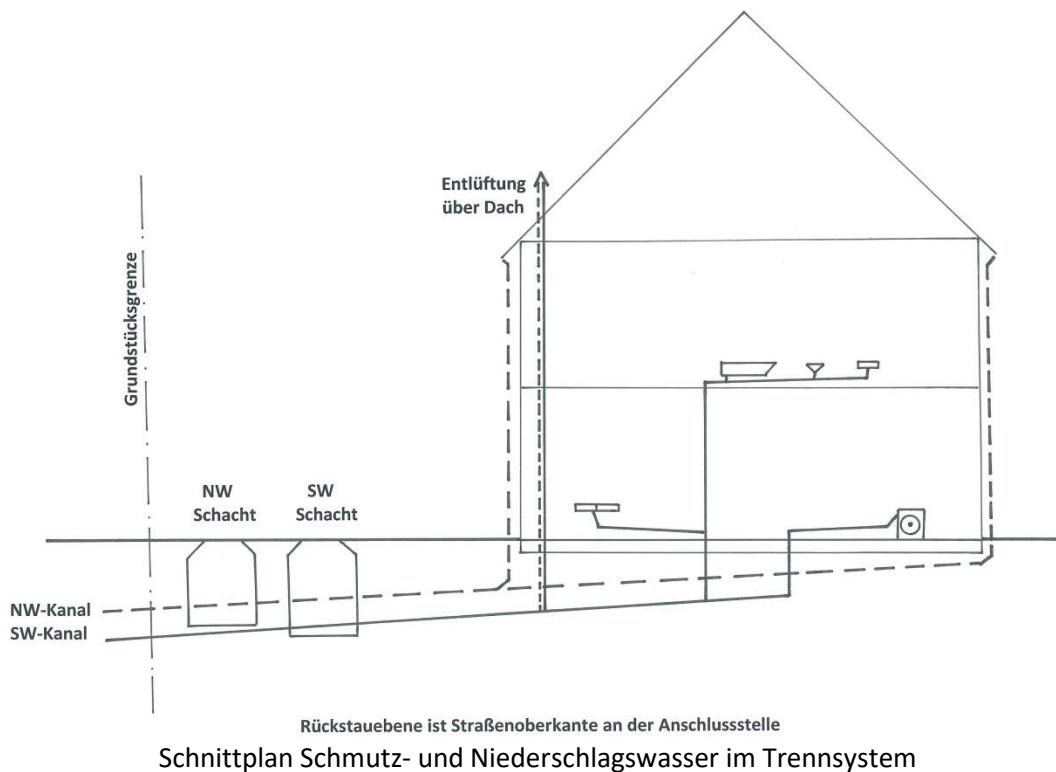 Entlüftung
über Dach
Grundstücksgrenze
NW
Schacht
SW
Schacht
NW-Kanal
SW-Kanal
Rückstauebene ist Straßenoberkante an der Anschlussstelle
Schnittplan Schmutz- und Niederschlagswasser im Trennsystem